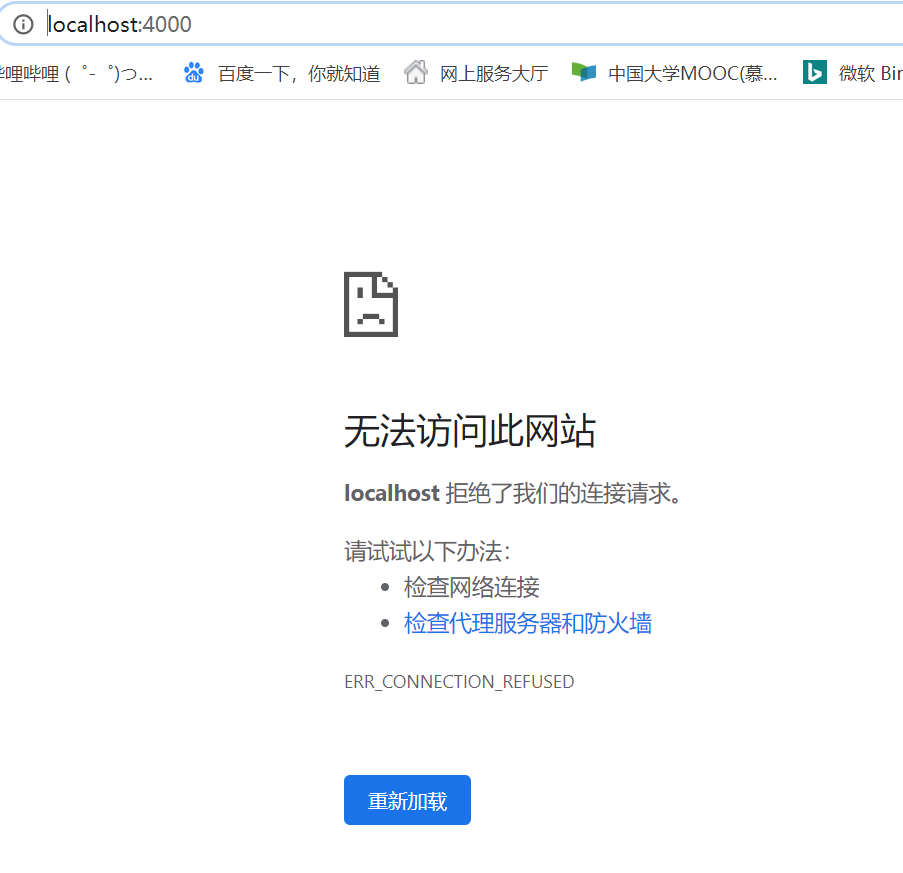 localhost:4000
哔哩哔哩 ( ゜- ゜)つ... 百度一下，你就知道 网上服务大厅 中国大学MOOC(慕... 微软 Bin
无法访问此网站
localhost 拒绝了我们的连接请求。
请试试以下办法：
检查网络连接
检查代理服务器和防火墙
ERR_CONNECTION_REFUSED
重新加载